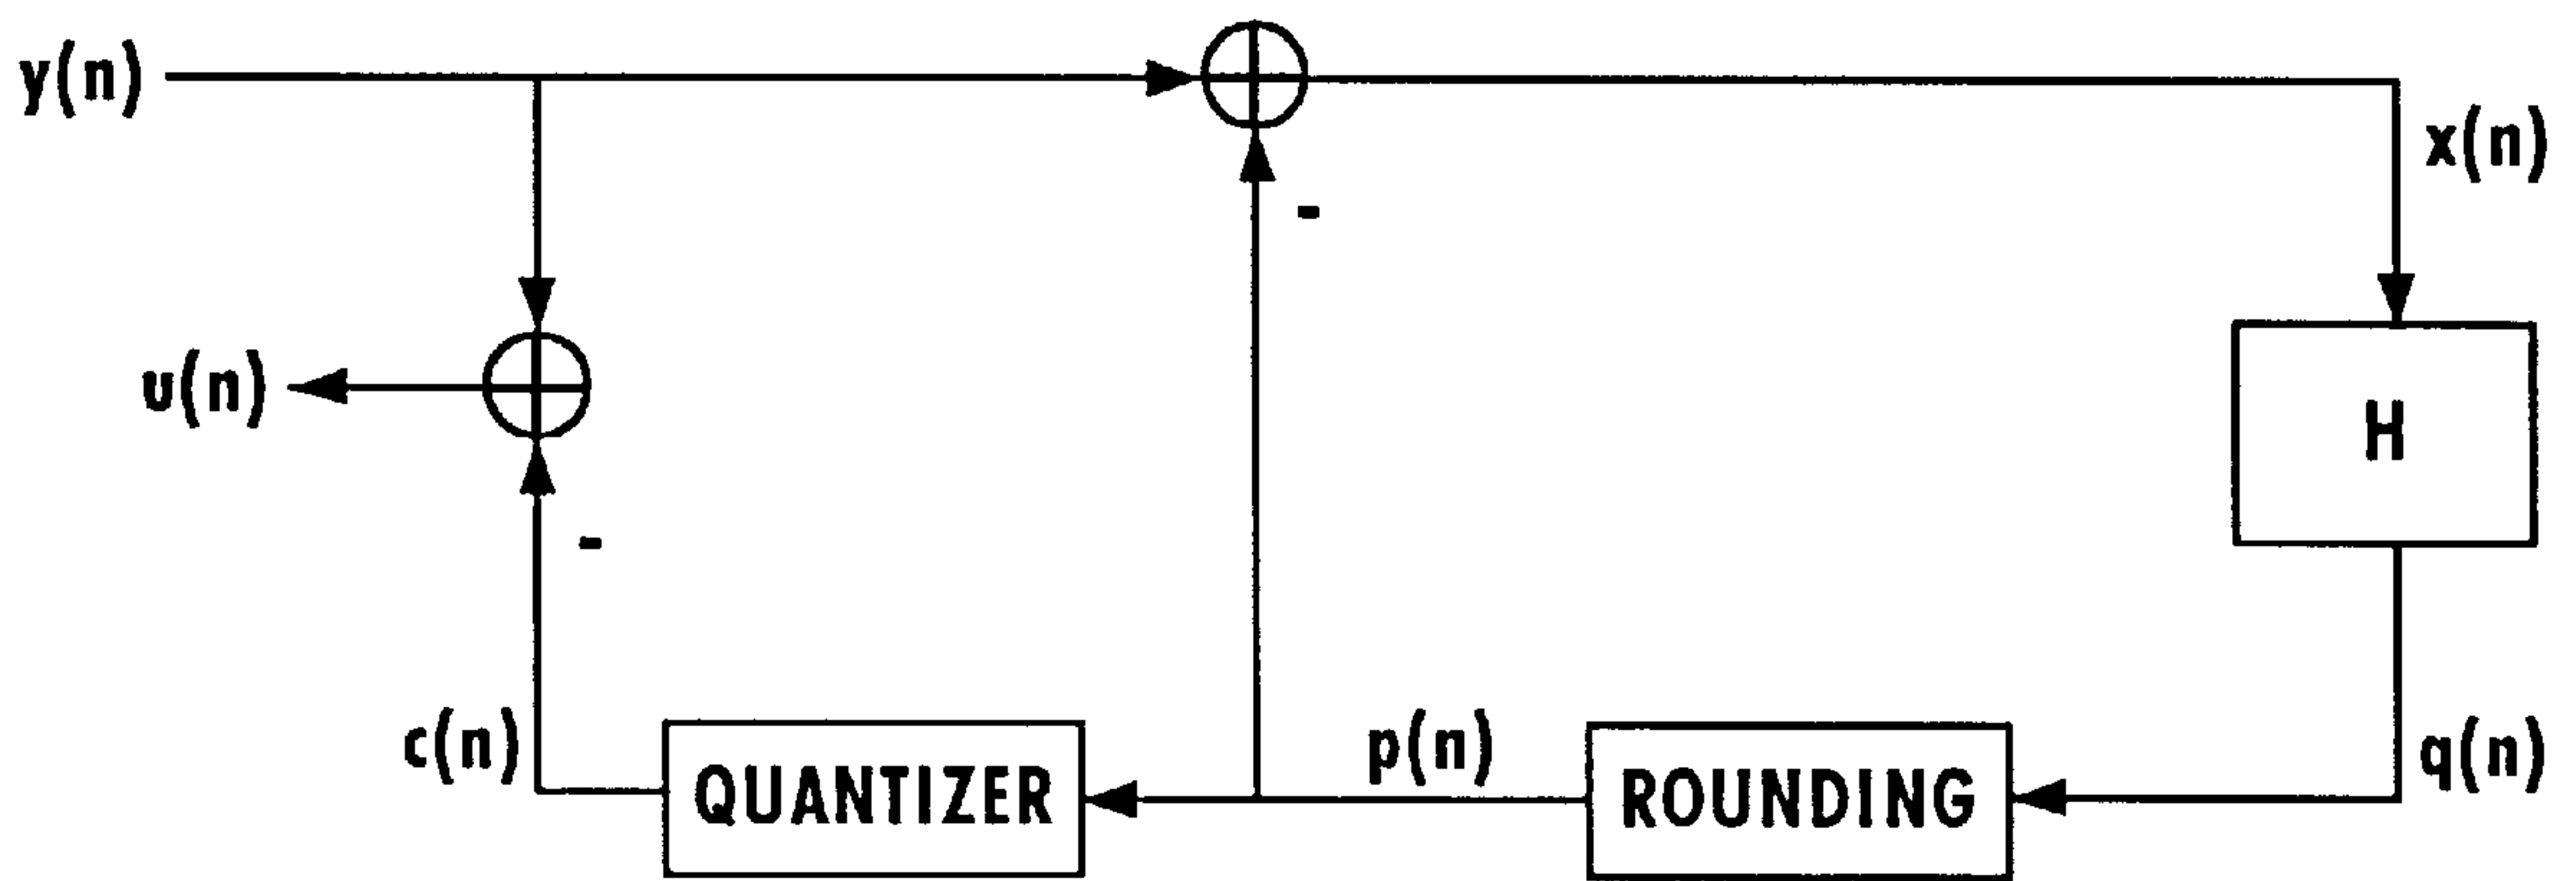 y(n)
x(n)
-
u(n)
H
-
c(n)
QUANTIZER
p(n)
ROUNDING
q(n)